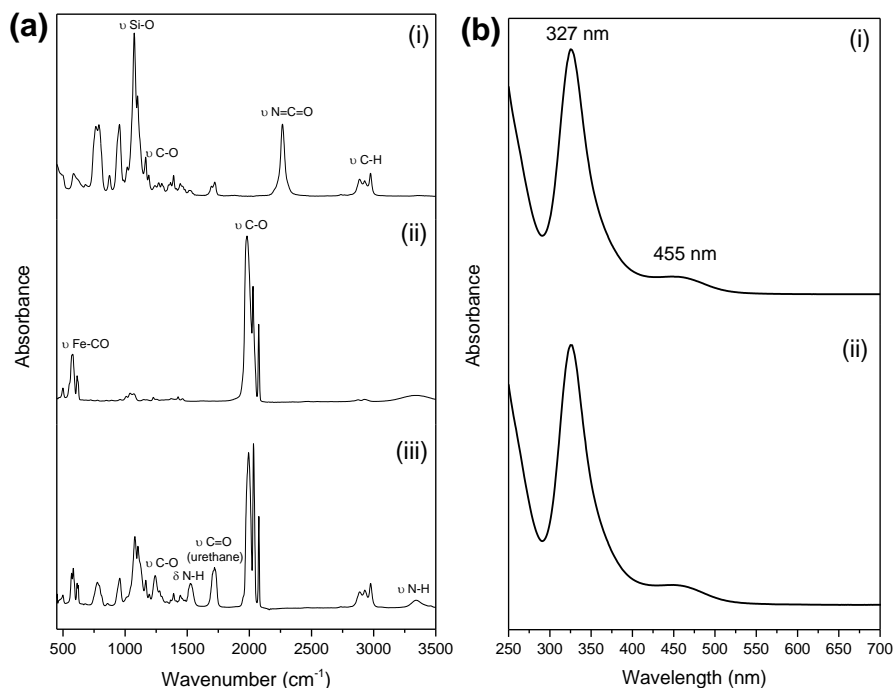 (a)
(i)
υ Si-O
υ N=C=O
υ C-O
υ C-H
(ii)
υ C-O
υ Fe-CO
(iii)
υ C=O
(urethane)
υ C-O
δ N-H
υ N-H
Absorbance
500 1000 1500 2000 2500 3000 3500
Wavenumber (cm⁻¹)
(b)
(i)
327 nm
455 nm
(ii)
Absorbance
250 300 350 400 450 500 550 600 650 700
Wavelength (nm)